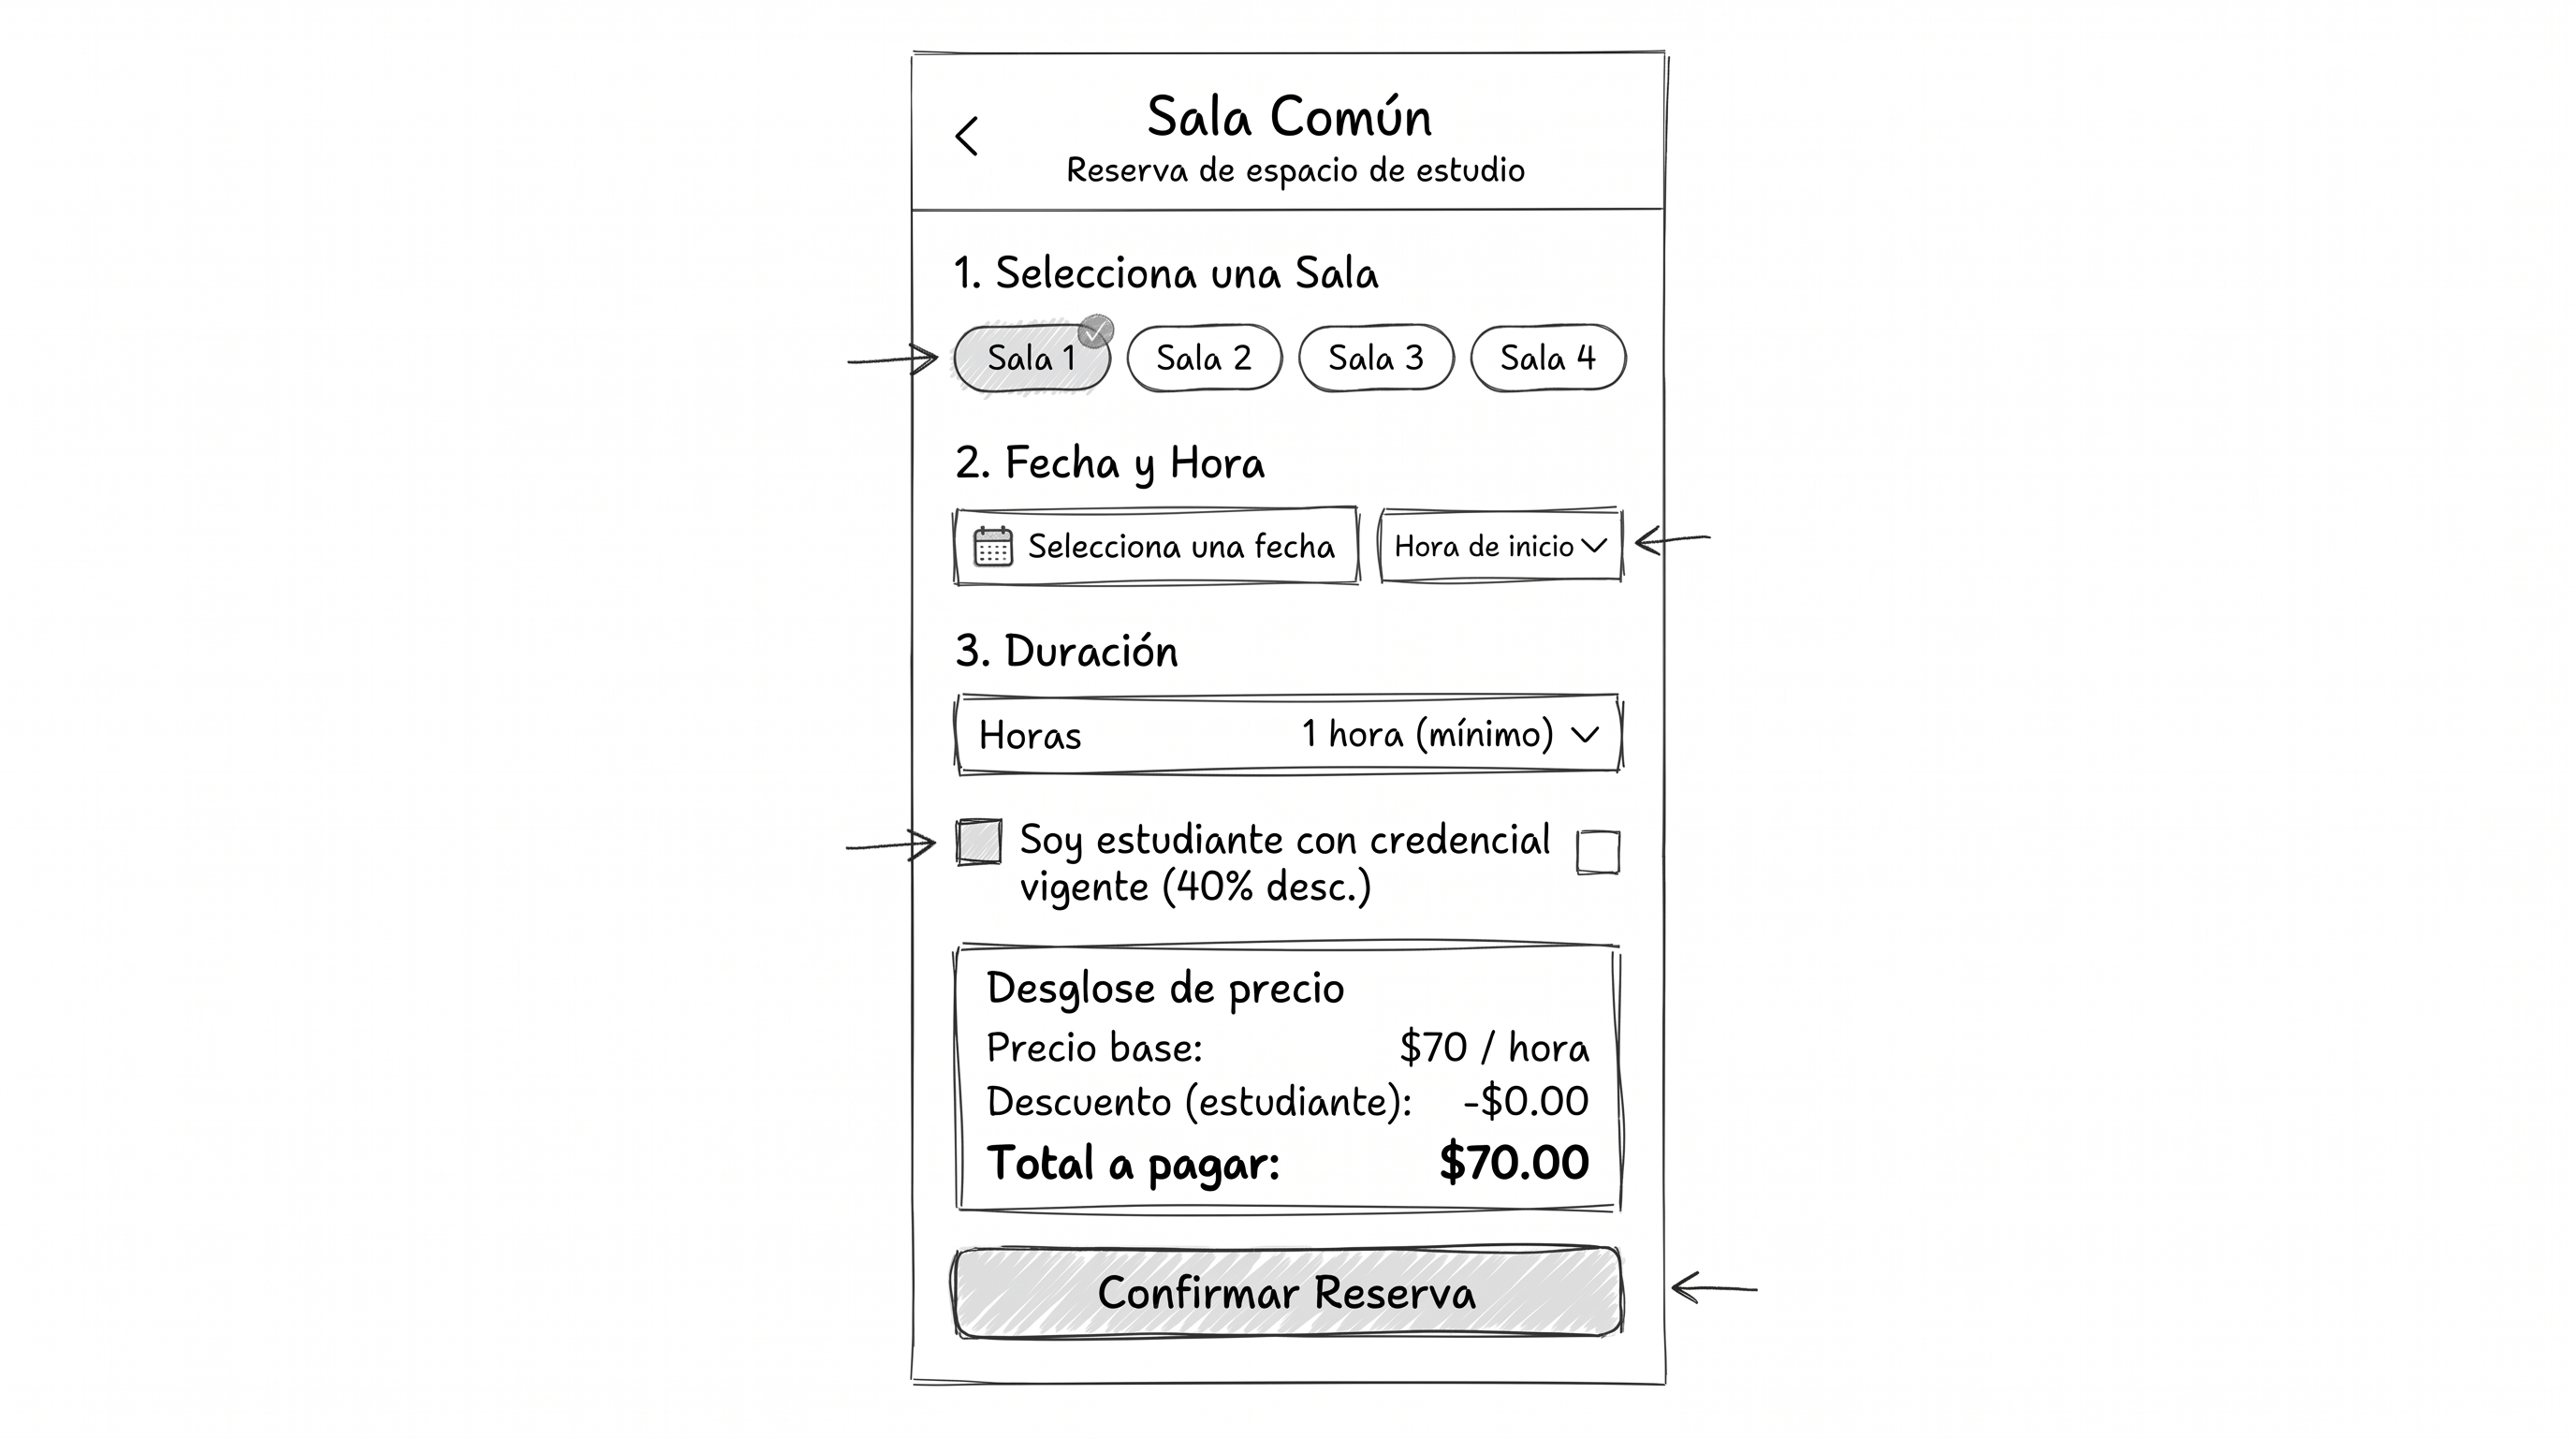 Sala Común
Reserva de espacio de estudio
1. Selecciona una Sala
Sala 1
Sala 2
Sala 3
Sala 4
2. Fecha y Hora
Selecciona una fecha
Hora de inicio
3. Duración
Horas
1 hora (mínimo)
Soy estudiante con credencial
vigente (40% desc.)
Desglose de precio
Precio base: $70 / hora
Descuento (estudiante): -$0.00
Total a pagar: $70.00
Confirmar Reserva